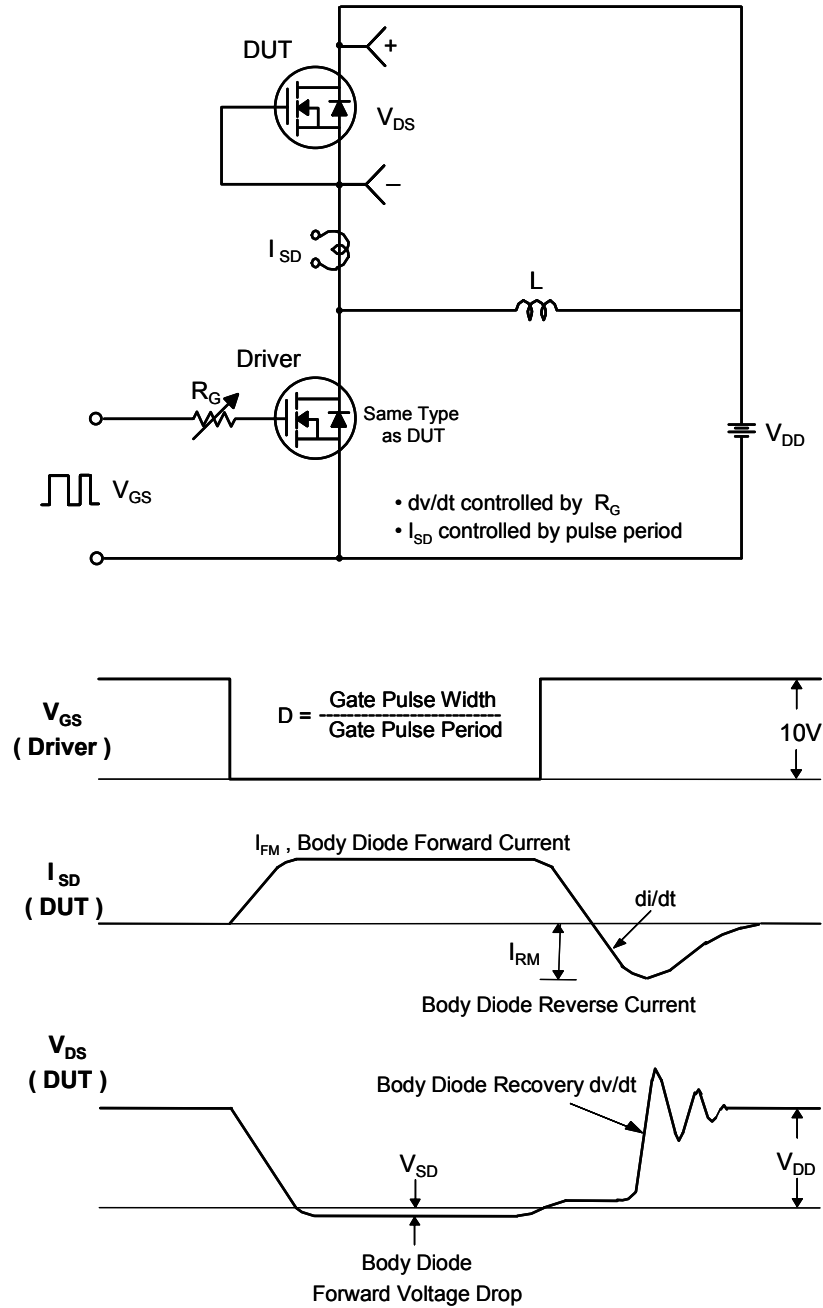 DUT
+
V_DS
–
I_SD
L
Driver
R_G
Same Type
as DUT
V_DD
V_GS
• dv/dt controlled by R_G
• I_SD controlled by pulse period
V_GS
( Driver )
D = Gate Pulse Width
Gate Pulse Period
10V
I_FM , Body Diode Forward Current
I_SD
( DUT )
di/dt
I_RM
Body Diode Reverse Current
V_DS
( DUT )
Body Diode Recovery dv/dt
V_SD
V_DD
Body Diode
Forward Voltage Drop